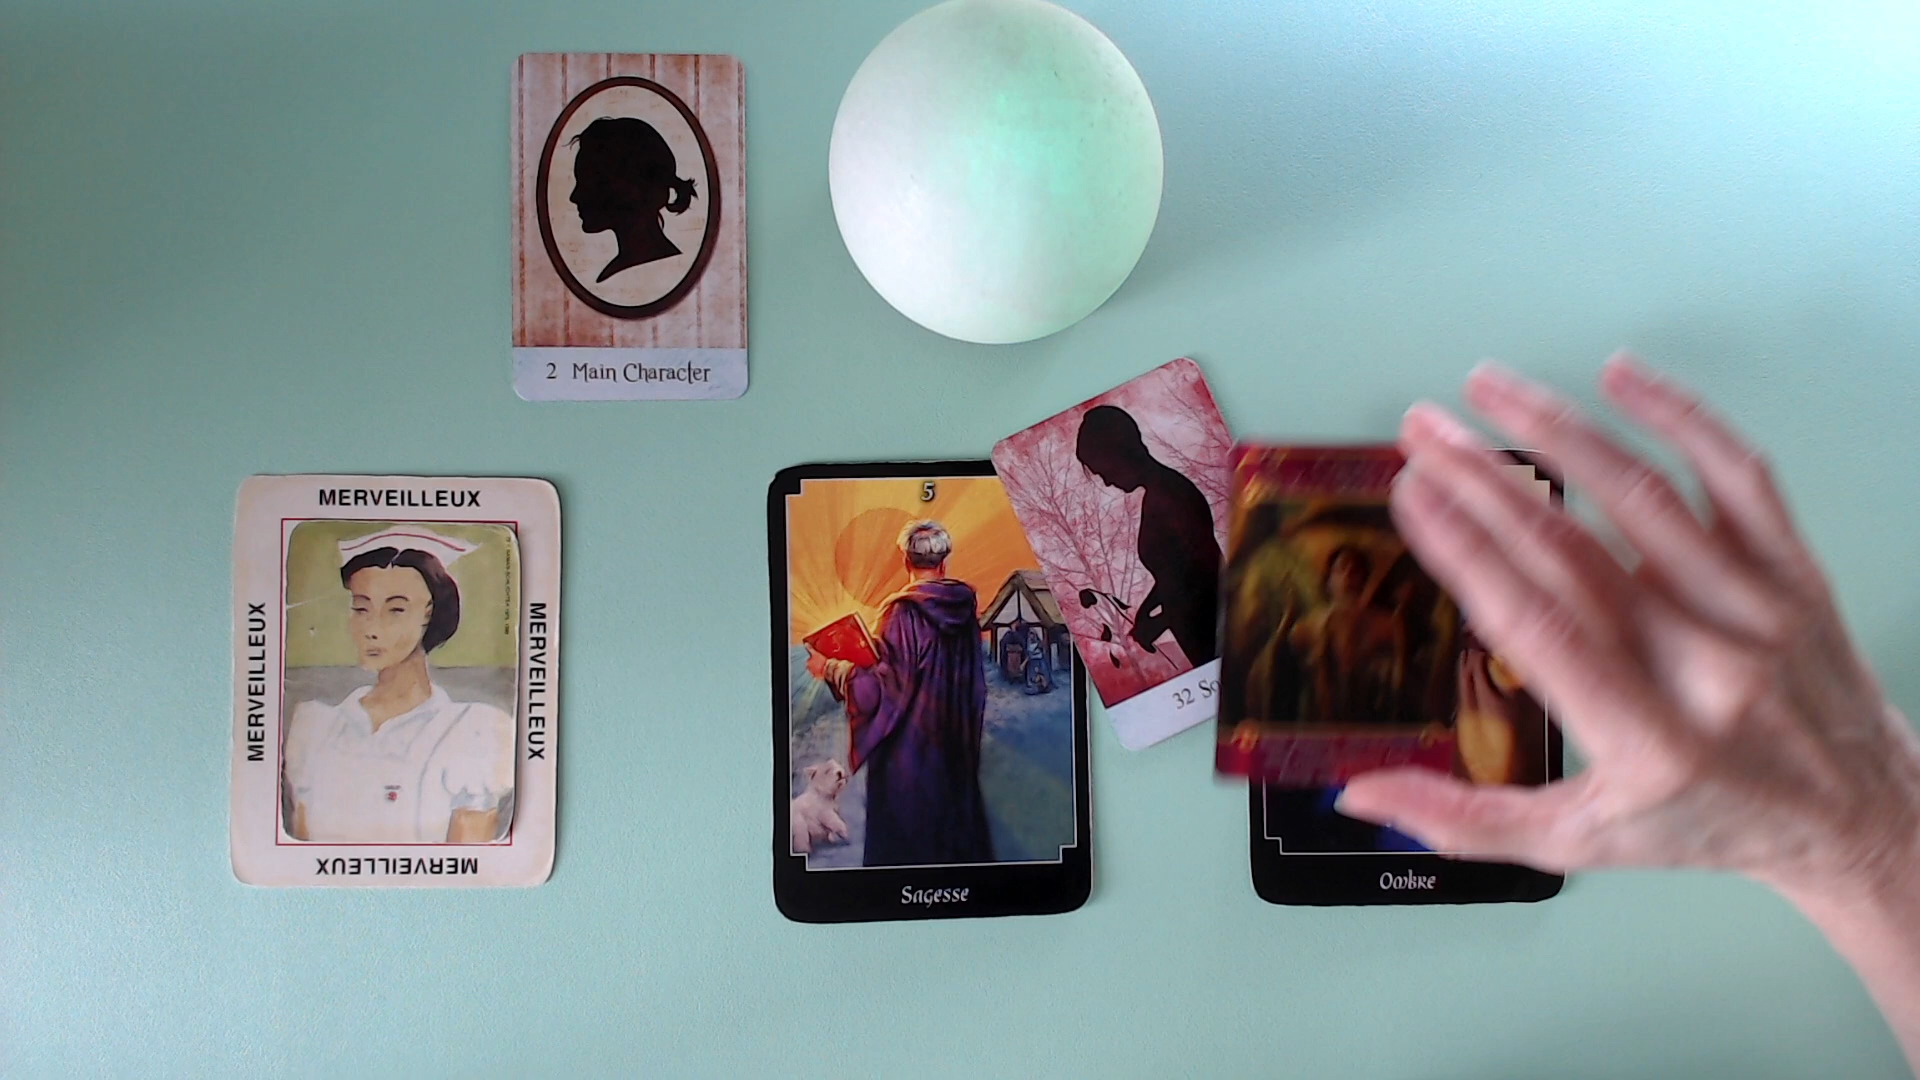 2 Main Character
MERVEILLEUX
MERVEILLEUX
MERVEILLEUX
MERVEILLEUX
5
32
Sagesse
Ombre